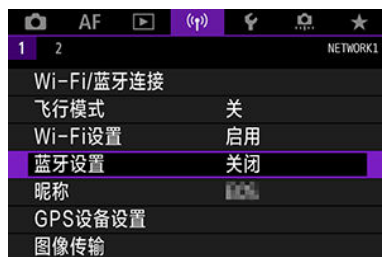 AF
1 2 NETWORK1
Wi-Fi/蓝牙连接
飞行模式 关
Wi-Fi设置 启用
蓝牙设置 关闭
昵称
GPS设备设置
图像传输